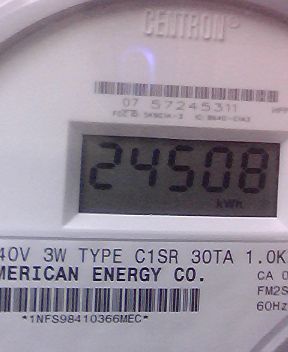 CENTRON®
07 57245311
24508
kWh
40V 3W TYPE C1SR 30TA 1.0K
MERICAN ENERGY CO.
CA 0
FM2S
60Hz
*1NFS98410366MEC*